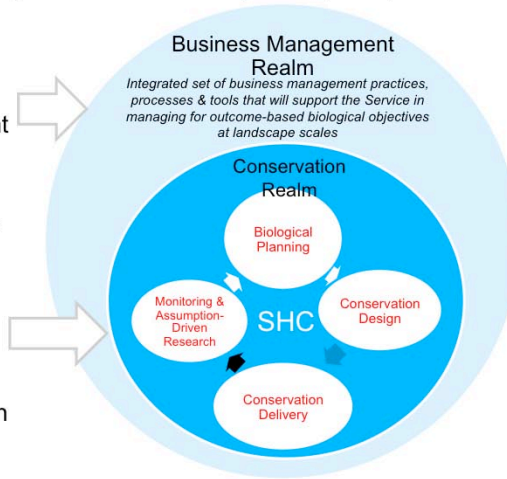 Business Management
Realm
Integrated set of business management practices,
processes & tools that will support the Service in
managing for outcome-based biological objectives
at landscape scales
Conservation
Realm
Biological
Planning
Monitoring &
Assumption-
Driven
Research
SHC
Conservation
Design
Conservation
Delivery